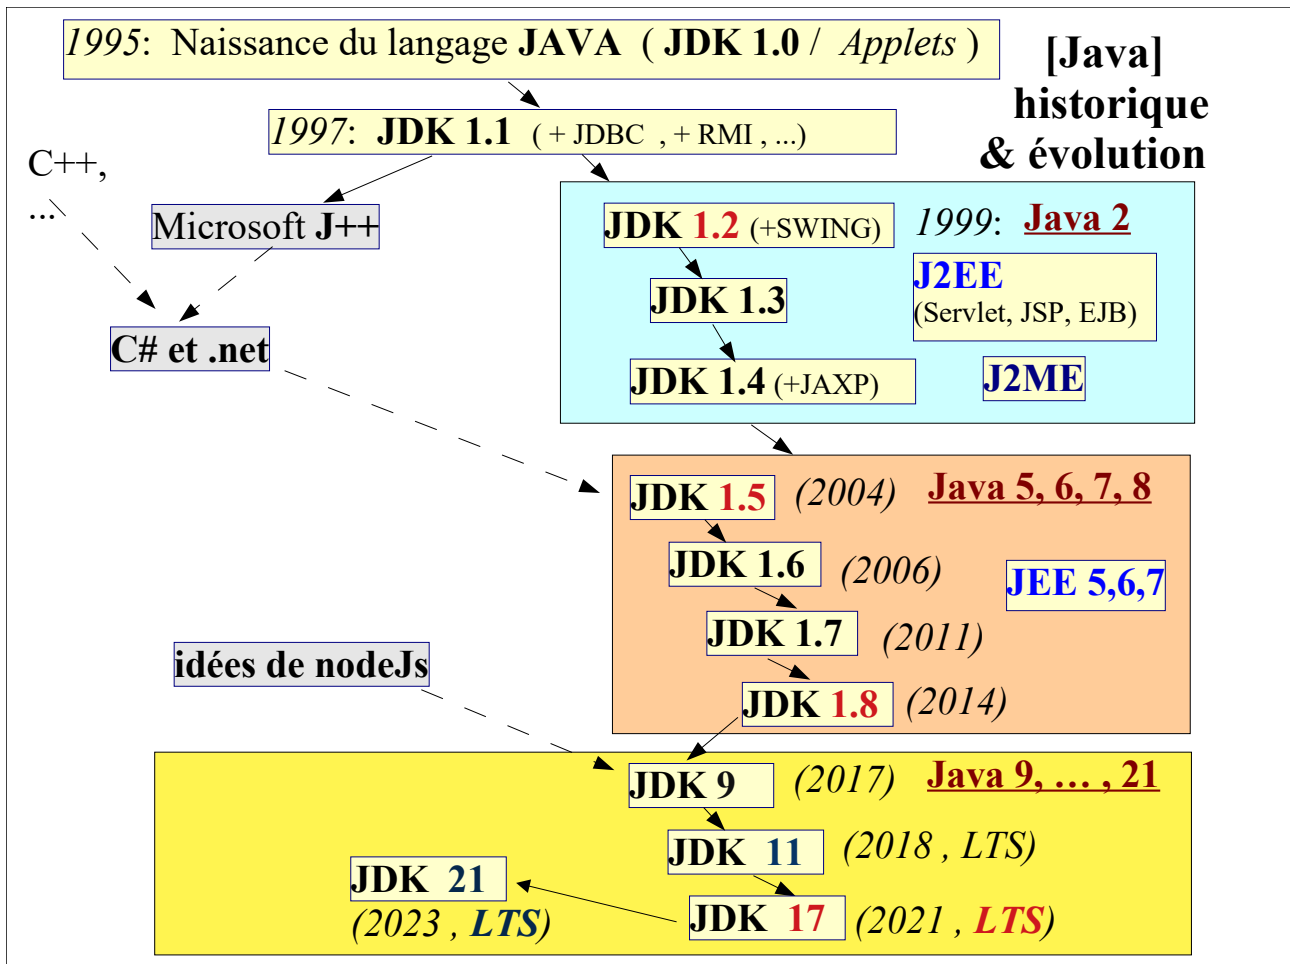 1995: Naissance du langage JAVA ( JDK 1.0 / Applets )
[Java]
historique
& évolution
1997: JDK 1.1 ( + JDBC , + RMI , ...)
C++,
...
Microsoft J++
C# et .net
JDK 1.2 (+SWING)
1999: Java 2
J2EE
(Servlet, JSP, EJB)
JDK 1.3
JDK 1.4 (+JAXP)
J2ME
JDK 1.5 (2004)
Java 5, 6, 7, 8
JDK 1.6 (2006)
JEE 5,6,7
JDK 1.7 (2011)
idées de nodeJs
JDK 1.8 (2014)
JDK 9 (2017)
Java 9, … , 21
JDK 11 (2018 , LTS)
JDK 17 (2021 , LTS)
JDK 21
(2023 , LTS)